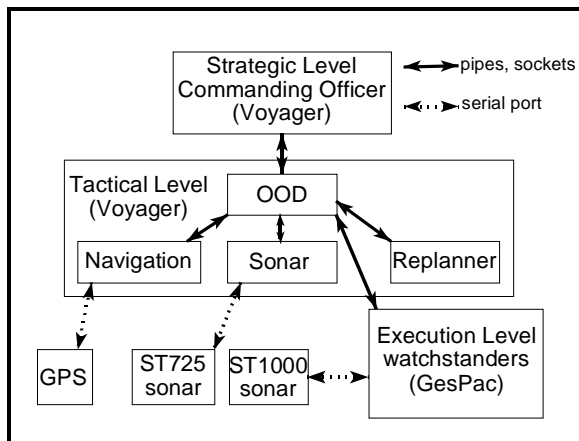 Strategic Level
Commanding Officer
(Voyager)
pipes, sockets
serial port
Tactical Level
(Voyager)
OOD
Navigation
Sonar
Replanner
GPS
ST725
sonar
ST1000
sonar
Execution Level
watchstanders
(GesPac)